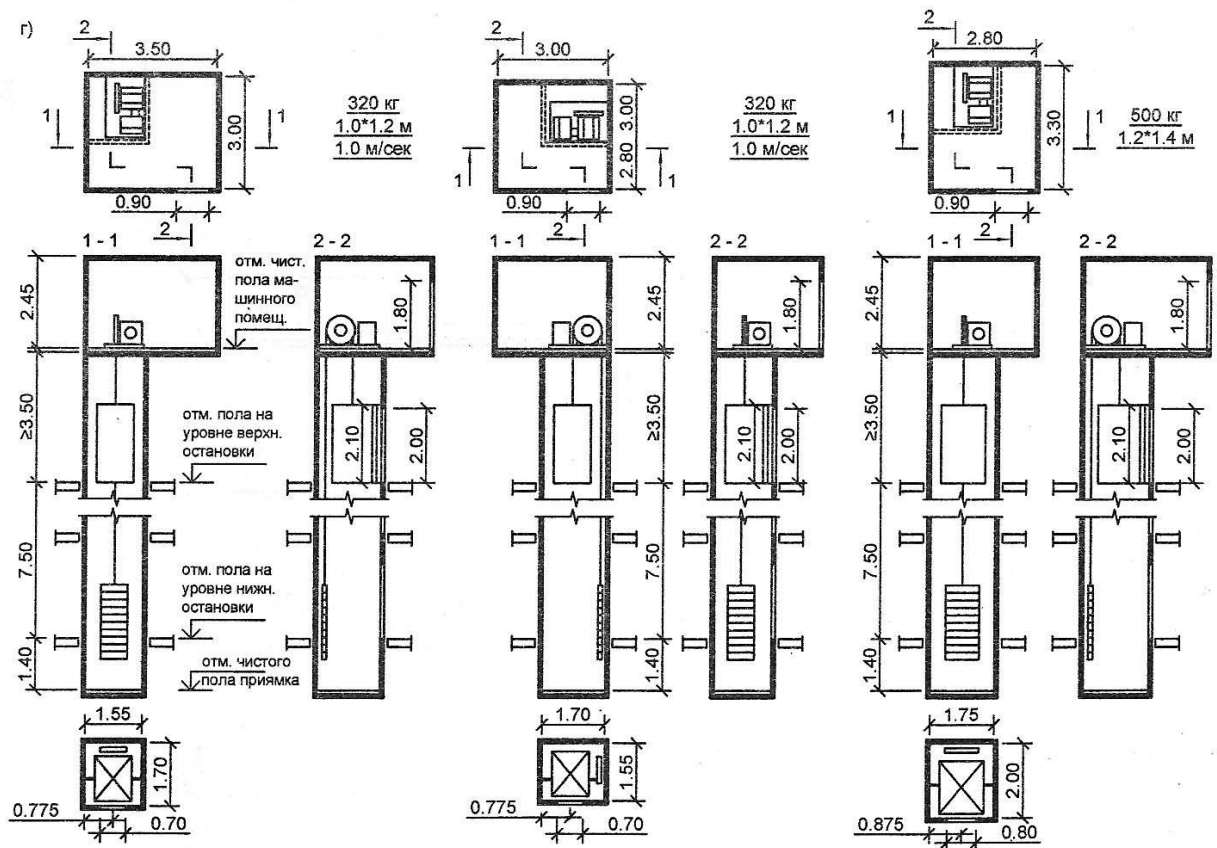 г)
2
3.50
1
1
3.00
0.90
2
320 кг
1.0*1.2 м
1.0 м/сек
2
3.00
3.00
2.80
1
1
0.90
2
320 кг
1.0*1.2 м
1.0 м/сек
2
2.80
1
1
3.30
0.90
2
500 кг
1.2*1.4 м
1 - 1
2 - 2
1 - 1
2 - 2
1 - 1
2 - 2
2.45
отм. чист.
пола ма-
шинного
помещ.
1.80
2.45
1.80
2.45
1.80
≥3.50
отм. пола на
уровне верхн.
остановки
2.10
2.00
≥3.50
2.10
2.00
≥3.50
2.10
2.00
7.50
отм. пола на
уровне нижн.
остановки
7.50
7.50
1.40
отм. чистого
пола приямка
1.40
1.40
1.55
1.70
0.775
0.70
1.70
1.55
0.775
0.70
1.75
2.00
0.875
0.80